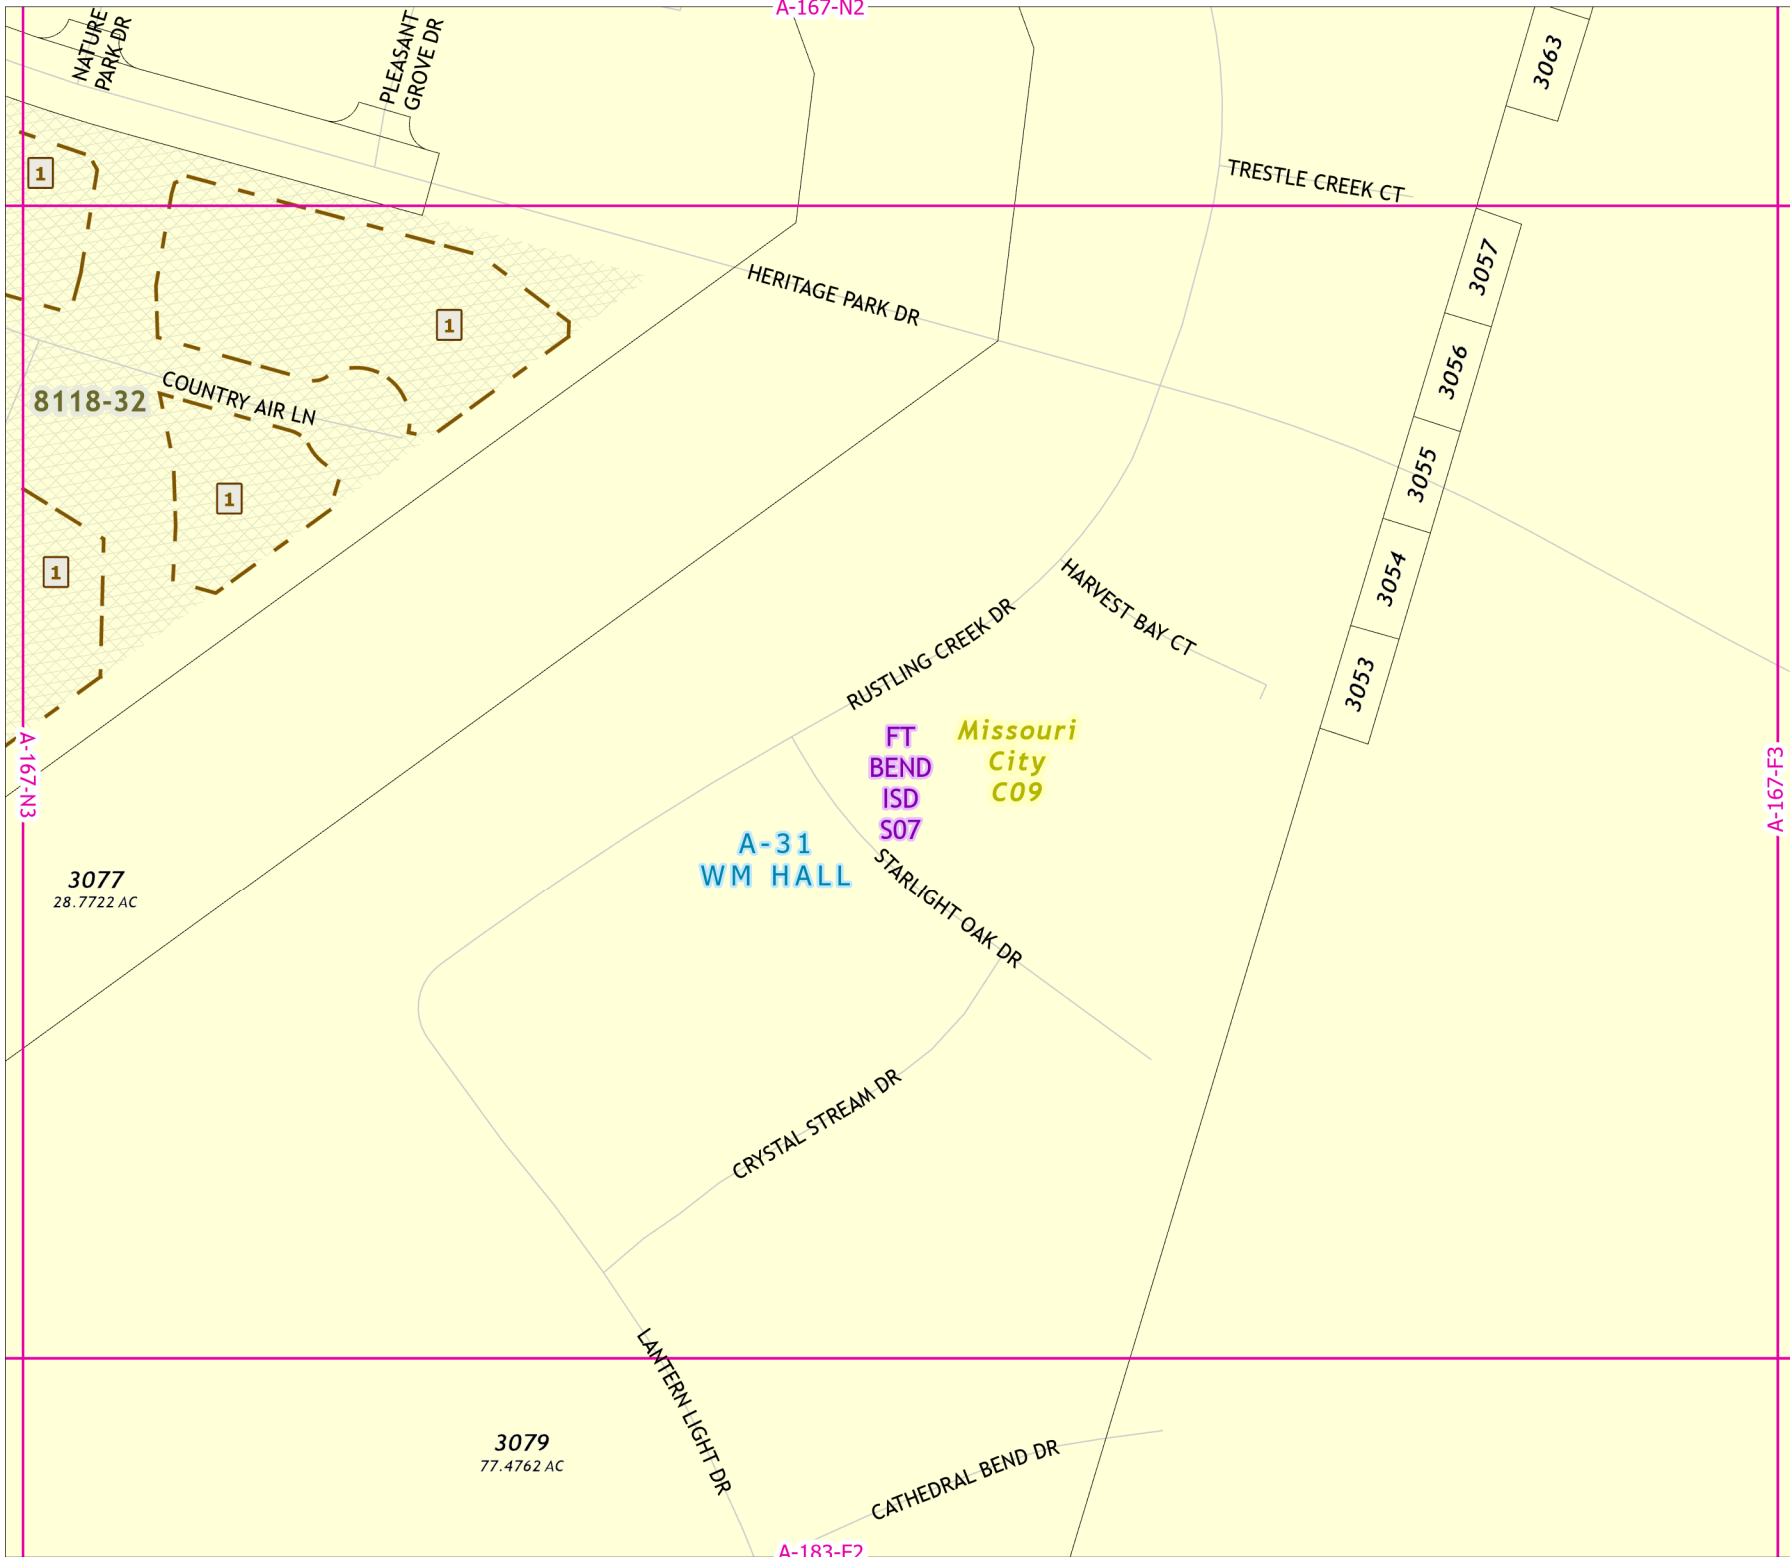 A-167-N2
NATURE
PARK DR
PLEASANT
GROVE DR
3063
1
TRESTLE CREEK CT
3057
HERITAGE PARK DR
1
3056
COUNTRY AIR LN
8118-32
3055
1
3054
1
HARVEST BAY CT
RUSTLING CREEK DR
3053
FT
BEND
ISD
S07
Missouri
City
C09
A-167-N3
A-167-F3
A-31
WM HALL
STARLIGHT OAK DR
3077
28.7722 AC
CRYSTAL STREAM DR
LANTERN LIGHT DR
3079
77.4762 AC
CATHEDRAL BEND DR